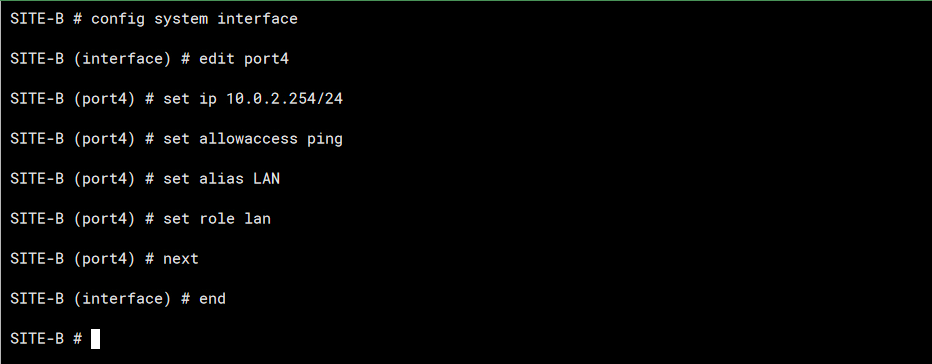 SITE-B # config system interface
SITE-B (interface) # edit port4
SITE-B (port4) # set ip 10.0.2.254/24
SITE-B (port4) # set allowaccess ping
SITE-B (port4) # set alias LAN
SITE-B (port4) # set role lan
SITE-B (port4) # next
SITE-B (interface) # end
SITE-B #